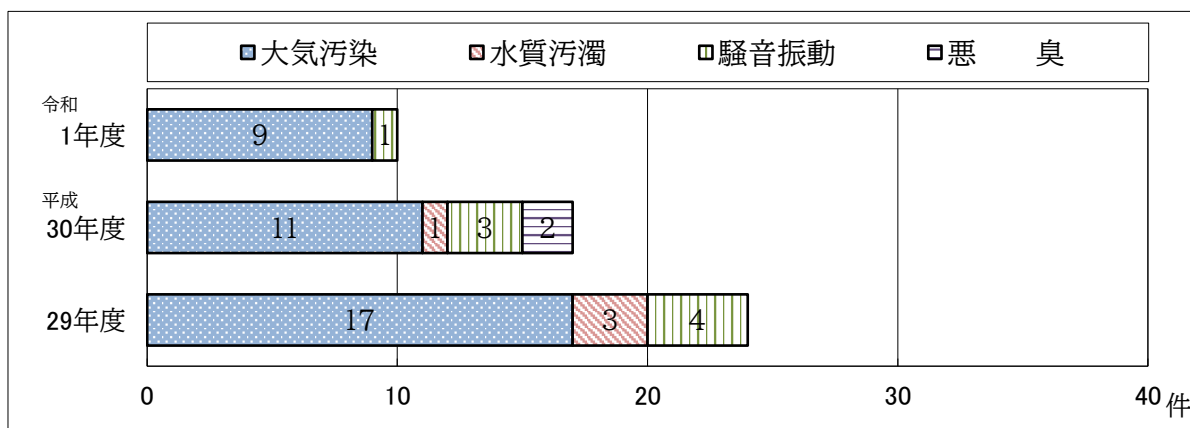 大気汚染 水質汚濁 騒音振動 悪　臭
令和
1年度 9 1
平成
30年度 11 1 3 2
29年度 17 3 4
0 10 20 30 40 件